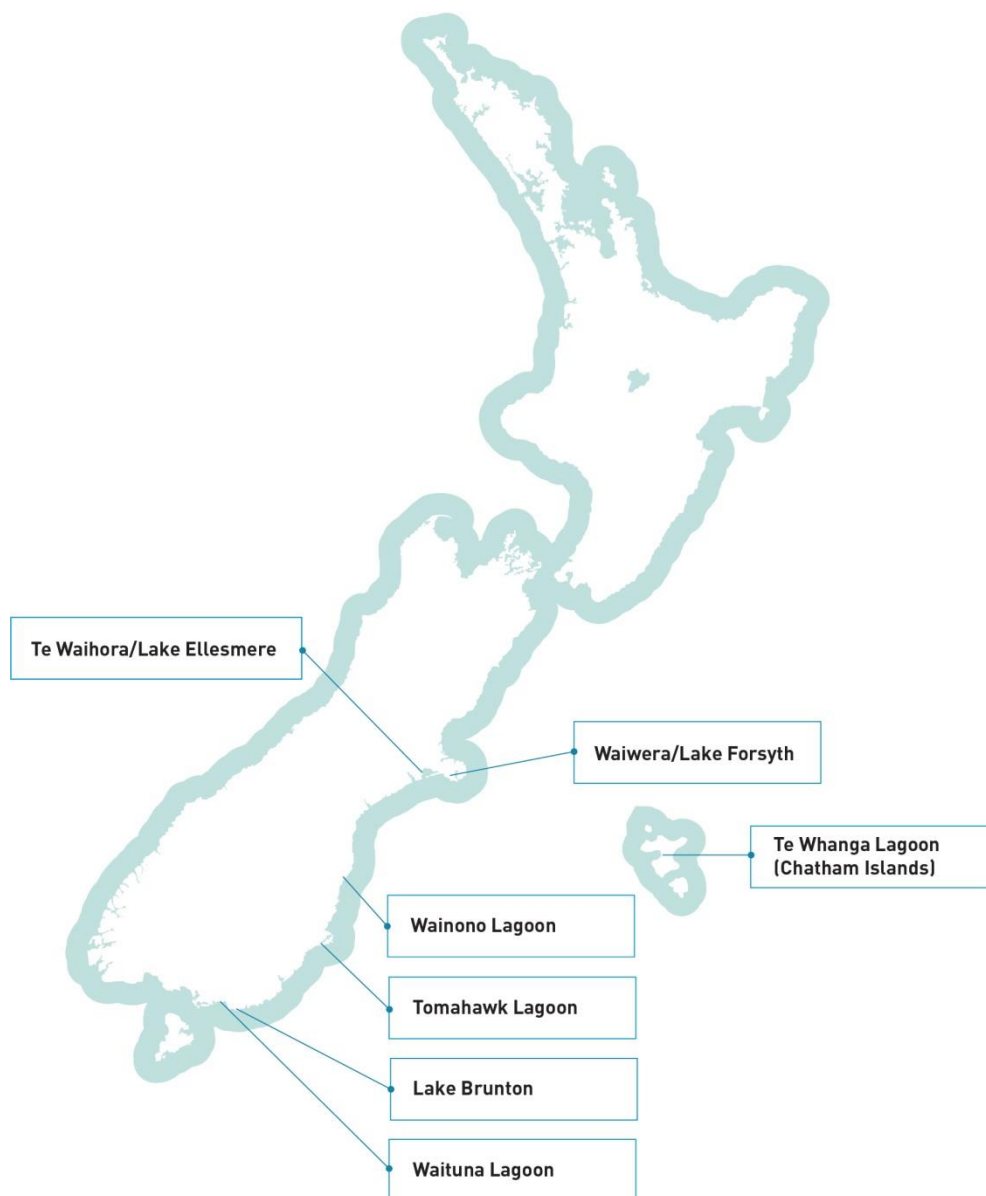 Te Waihora/Lake Ellesmere
Waiwera/Lake Forsyth
Te Whanga Lagoon
(Chatham Islands)
Wainono Lagoon
Tomahawk Lagoon
Lake Brunton
Waituna Lagoon